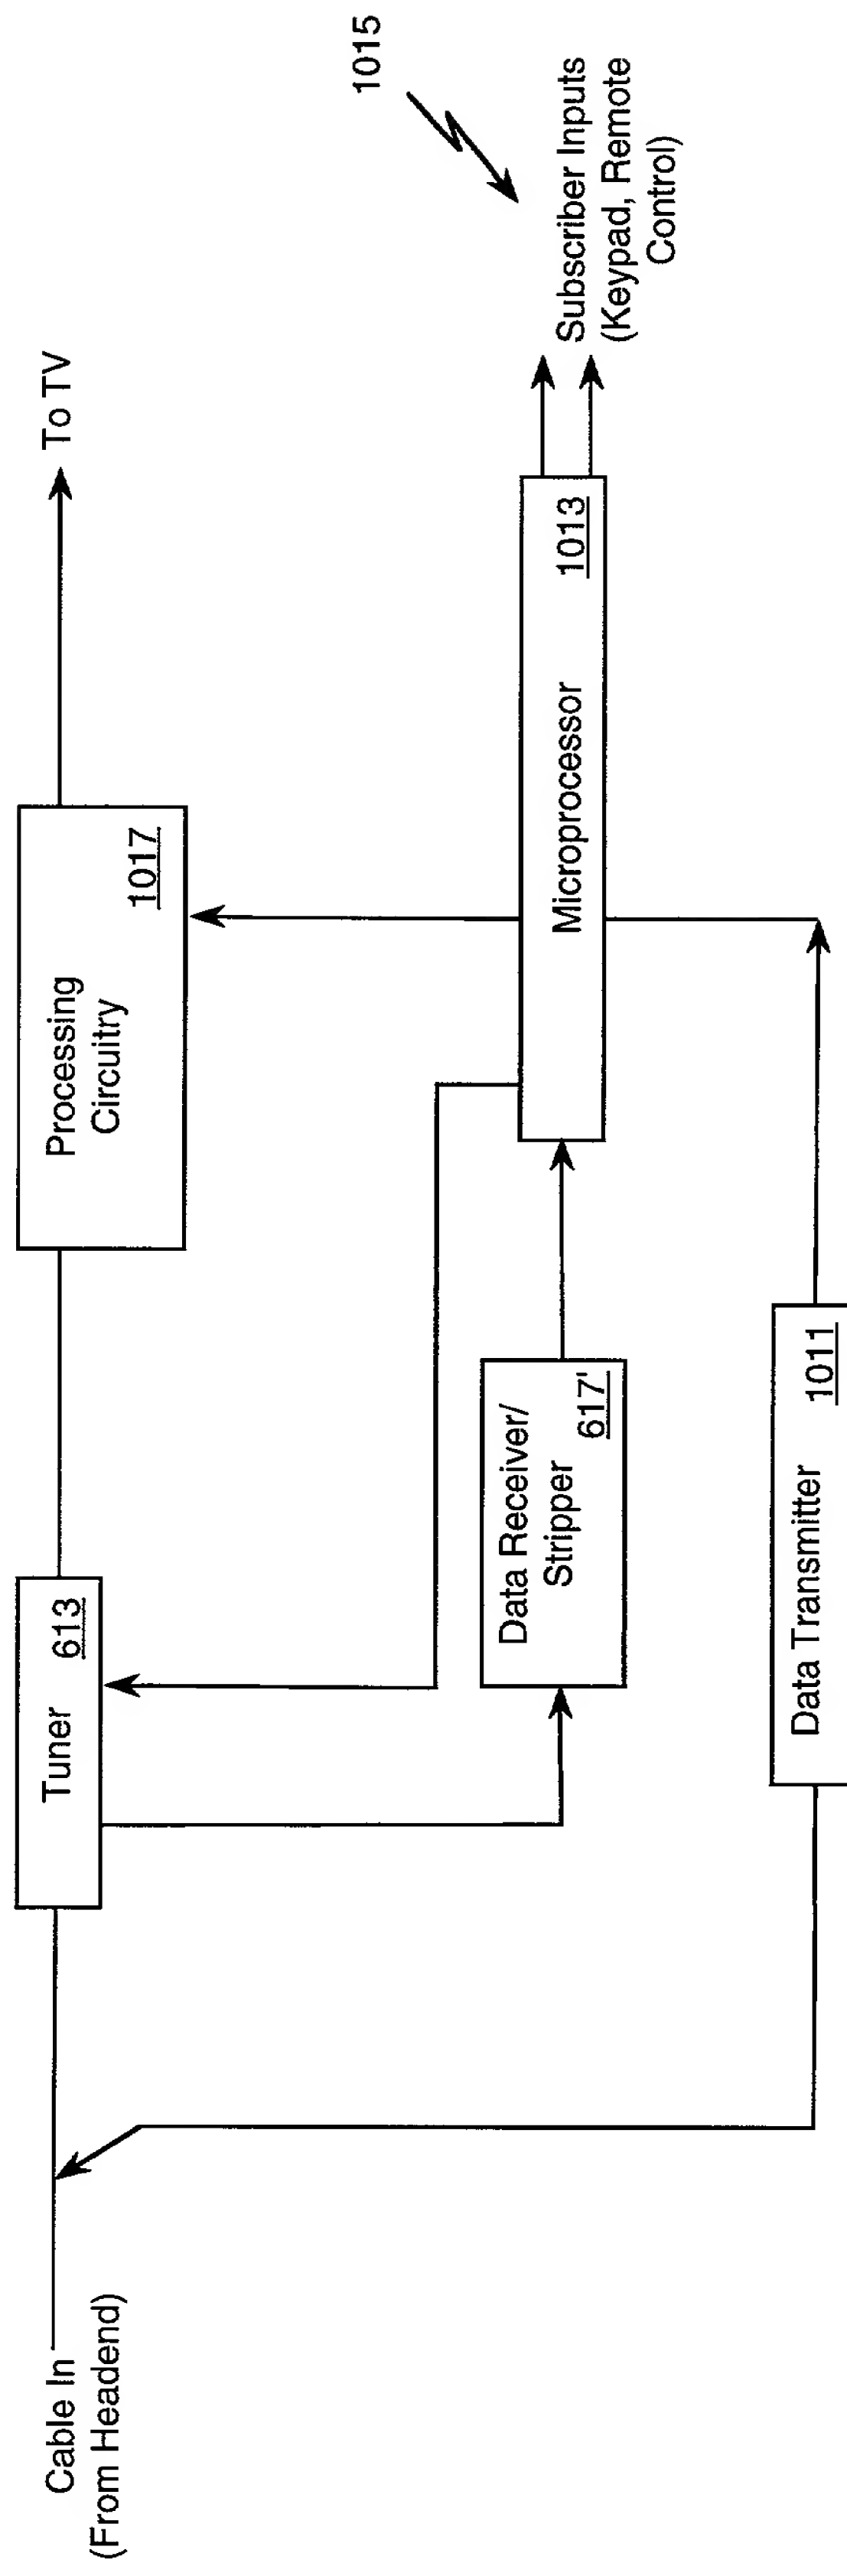 Cable In
(From Headend)
Tuner
613
Processing
Circuitry
1017
To TV
Data Receiver/
Stripper
617'
Microprocessor
1013
Subscriber Inputs
(Keypad, Remote
Control)
1015
Data Transmitter
1011